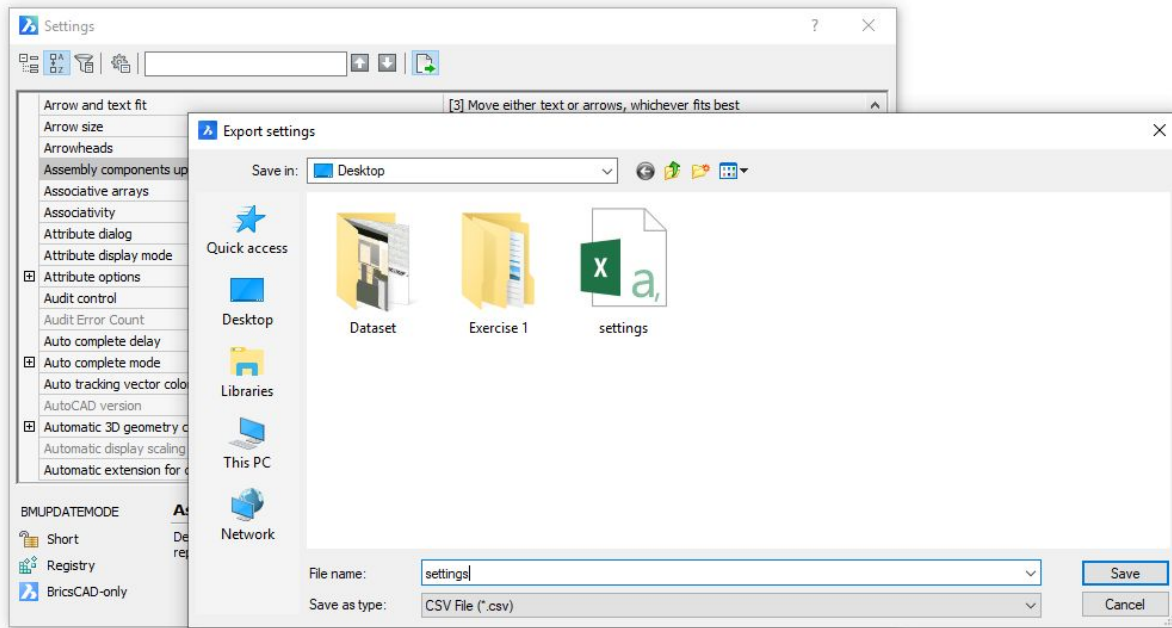 Settings
?
Arrow and text fit [3] Move either text or arrows, whichever fits best
Arrow size
Arrowheads
Assembly components up
Associative arrays
Associativity
Attribute dialog
Attribute display mode
Attribute options
Audit control
Audit Error Count
Auto complete delay
Auto complete mode
Auto tracking vector colo
AutoCAD version
Automatic 3D geometry c
Automatic display scaling
Automatic extension for
BMUPDATEMODE
Short
Registry
BricsCAD-only
As
De
rep
Export settings
Save in: Desktop
Quick access
Desktop
Libraries
This PC
Network
Dataset
Exercise 1
settings
File name: settings
Save as type: CSV File (*.csv)
Save
Cancel